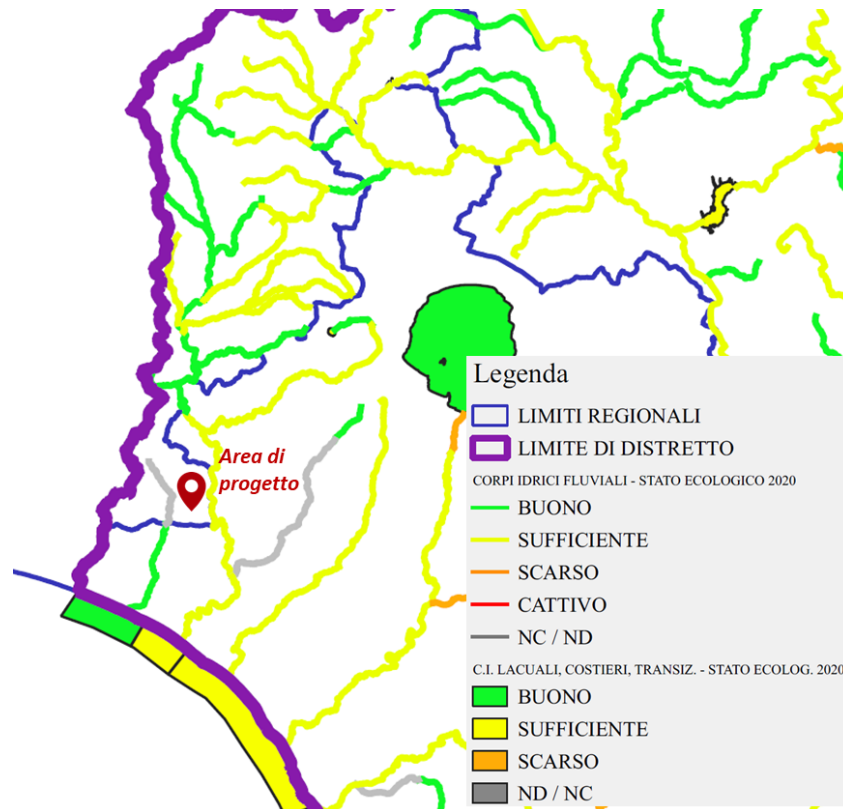 Area di
progetto
Legenda
LIMITI REGIONALI
LIMITE DI DISTRETTO
CORPI IDRICI FLUVIALI - STATO ECOLOGICO 2020
BUONO
SUFFICIENTE
SCARSO
CATTIVO
NC / ND
C.I. LACUALI, COSTIERI, TRANSIZ. - STATO ECOLOG. 2020
BUONO
SUFFICIENTE
SCARSO
ND / NC